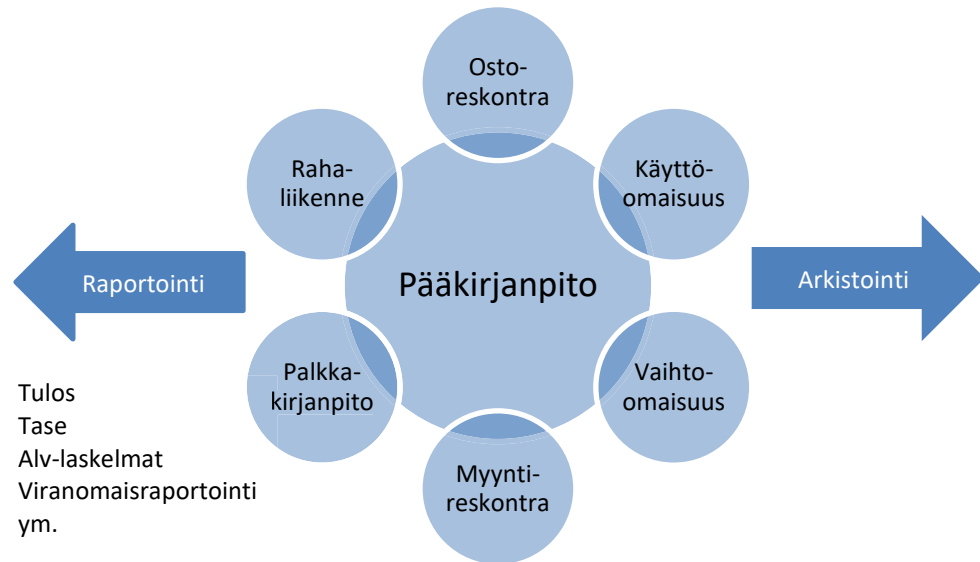 Osto-
reskontra
Raha-
liikenne
Käyttö-
omaisuus
Raportointi
Pääkirjanpito
Arkistointi
Palkka-
kirjanpito
Vaihto-
omaisuus
Myynti-
reskontra
Tulos
Tase
Alv-laskelmat
Viranomaisraportointi
ym.